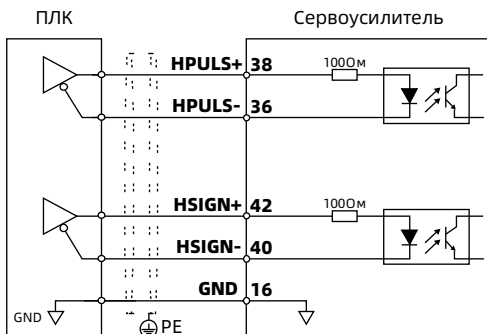 ПЛК Сервоусилитель
HPULS+ 38 100Ом
HPULS- 36
HSIGN+ 42 100Ом
HSIGN- 40
GND 16
GND
PE